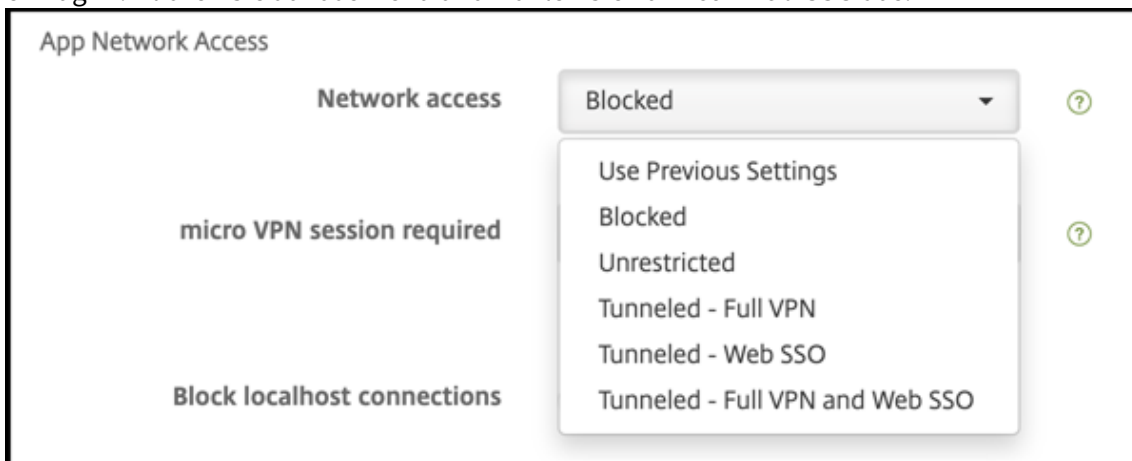 App Network Access
Network access
Blocked
Use Previous Settings
Blocked
micro VPN session required
Unrestricted
Tunneled - Full VPN
Tunneled - Web SSO
Block localhost connections
Tunneled - Full VPN and Web SSO